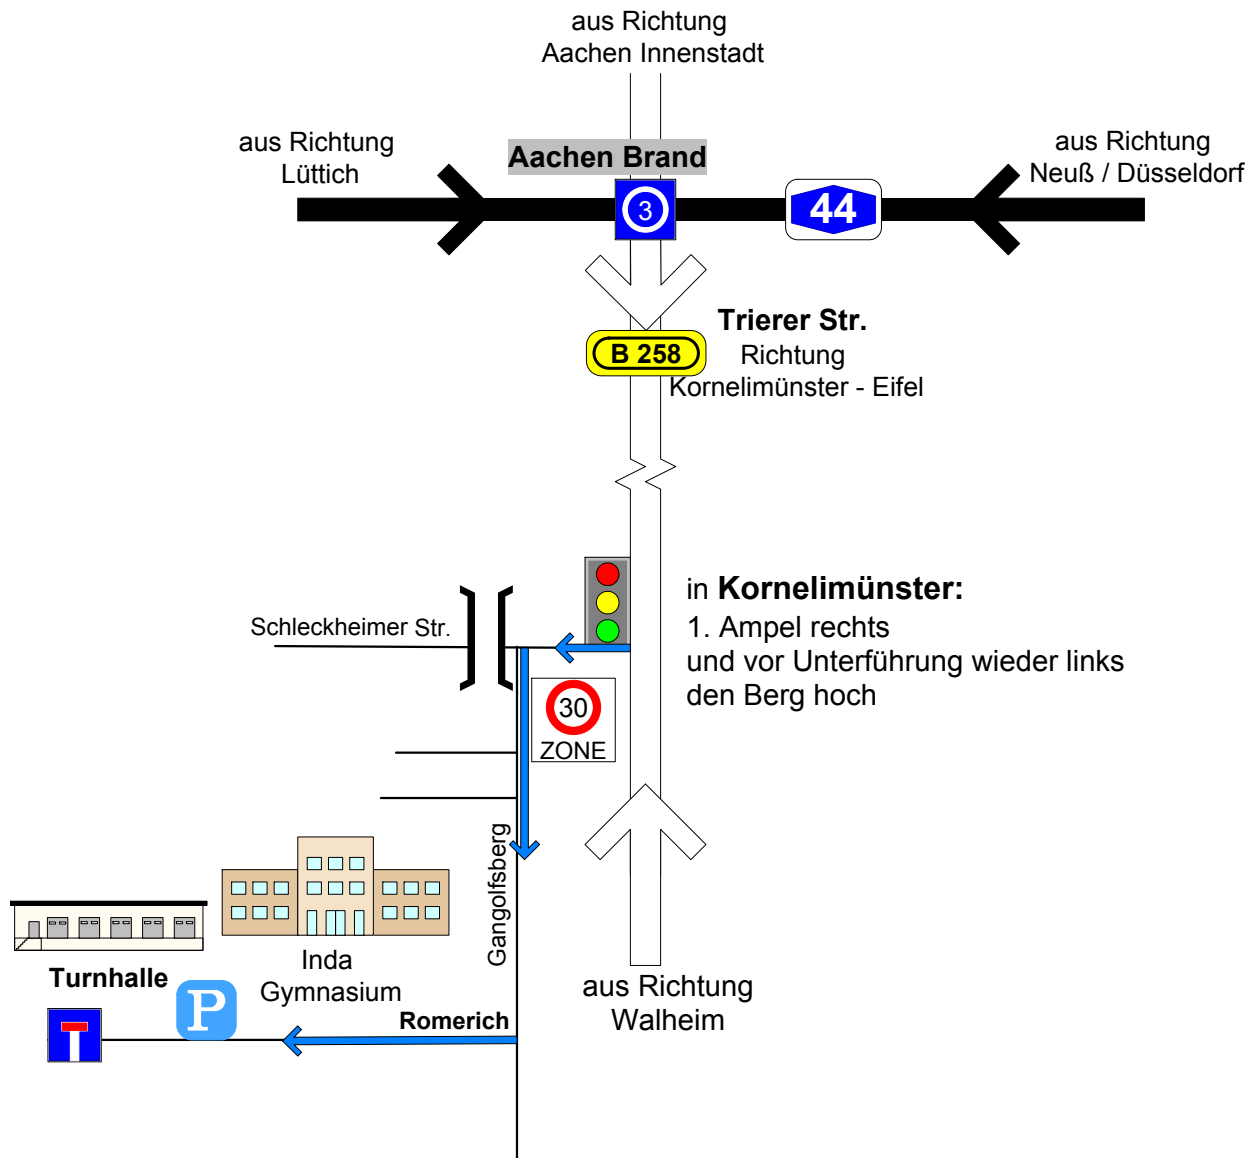 aus Richtung
Aachen Innenstadt
aus Richtung
Lüttich
Aachen Brand
aus Richtung
Neuß / Düsseldorf
3
44
Trierer Str.
B 258
Richtung
Kornelimünster - Eifel
in Kornelimünster:
1. Ampel rechts
und vor Unterführung wieder links
den Berg hoch
Schleckheimer Str.
30
ZONE
Gangolfsberg
Inda
Gymnasium
Turnhalle
P
Romerich
aus Richtung
Walheim